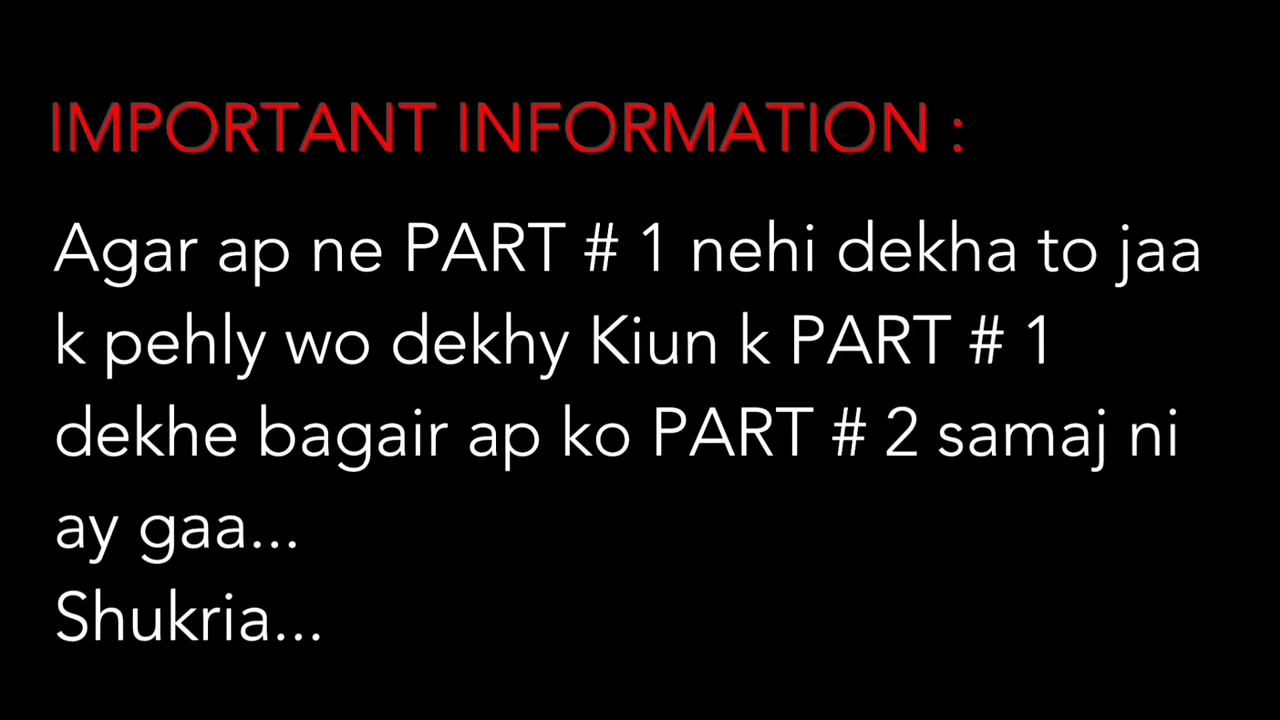 IMPORTANT INFORMATION :
Agar ap ne PART # 1 nehi dekha to jaa
k pehly wo dekhy Kiun k PART # 1
dekhe bagair ap ko PART # 2 samaj ni
ay gaa...
Shukria...